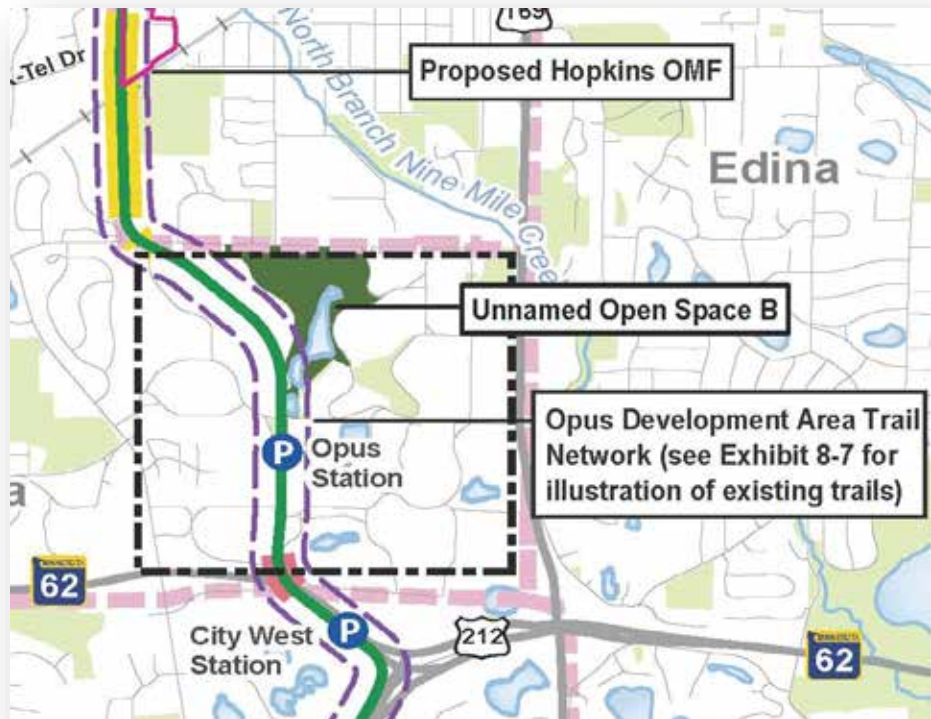 169
-Tel Dr
Proposed Hopkins OMF
North Branch Nine Mile Creek
Edina
Unnamed Open Space B
Opus Development Area Trail
Network (see Exhibit 8-7 for
illustration of existing trails)
P
Opus
Station
a
62
City West
Station
P
212
62